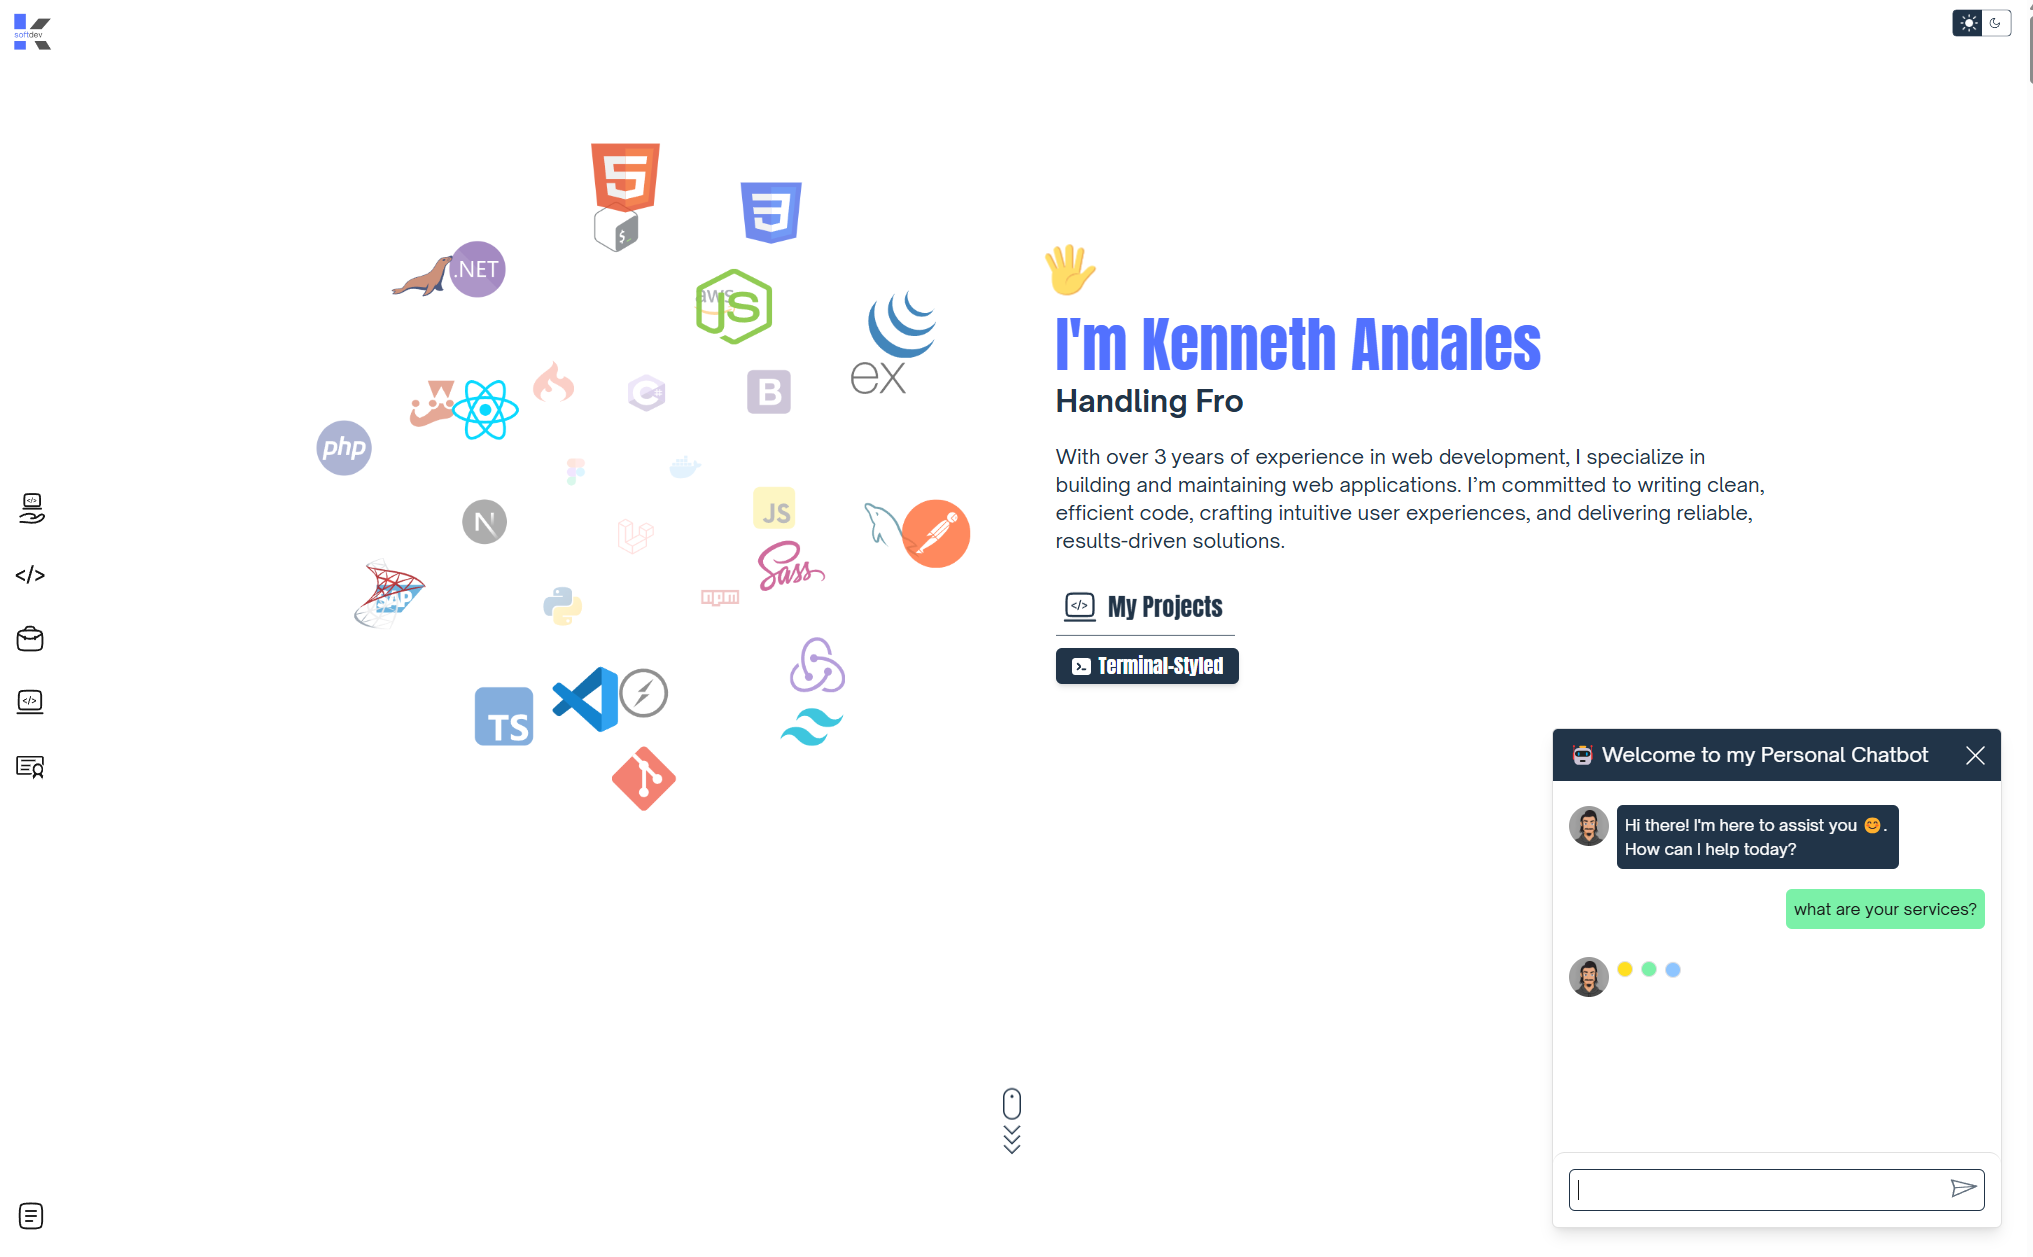 softdev
.NET
aws
JS
ex
B
php
N
JS
Sass
SAP
npm
TS
I'm Kenneth Andales
Handling Fro
With over 3 years of experience in web development, I specialize in
building and maintaining web applications. I’m committed to writing clean,
efficient code, crafting intuitive user experiences, and delivering reliable,
results-driven solutions.
</> My Projects
Terminal-Styled
Welcome to my Personal Chatbot
Hi there! I'm here to assist you 😊.
How can I help today?
what are your services?